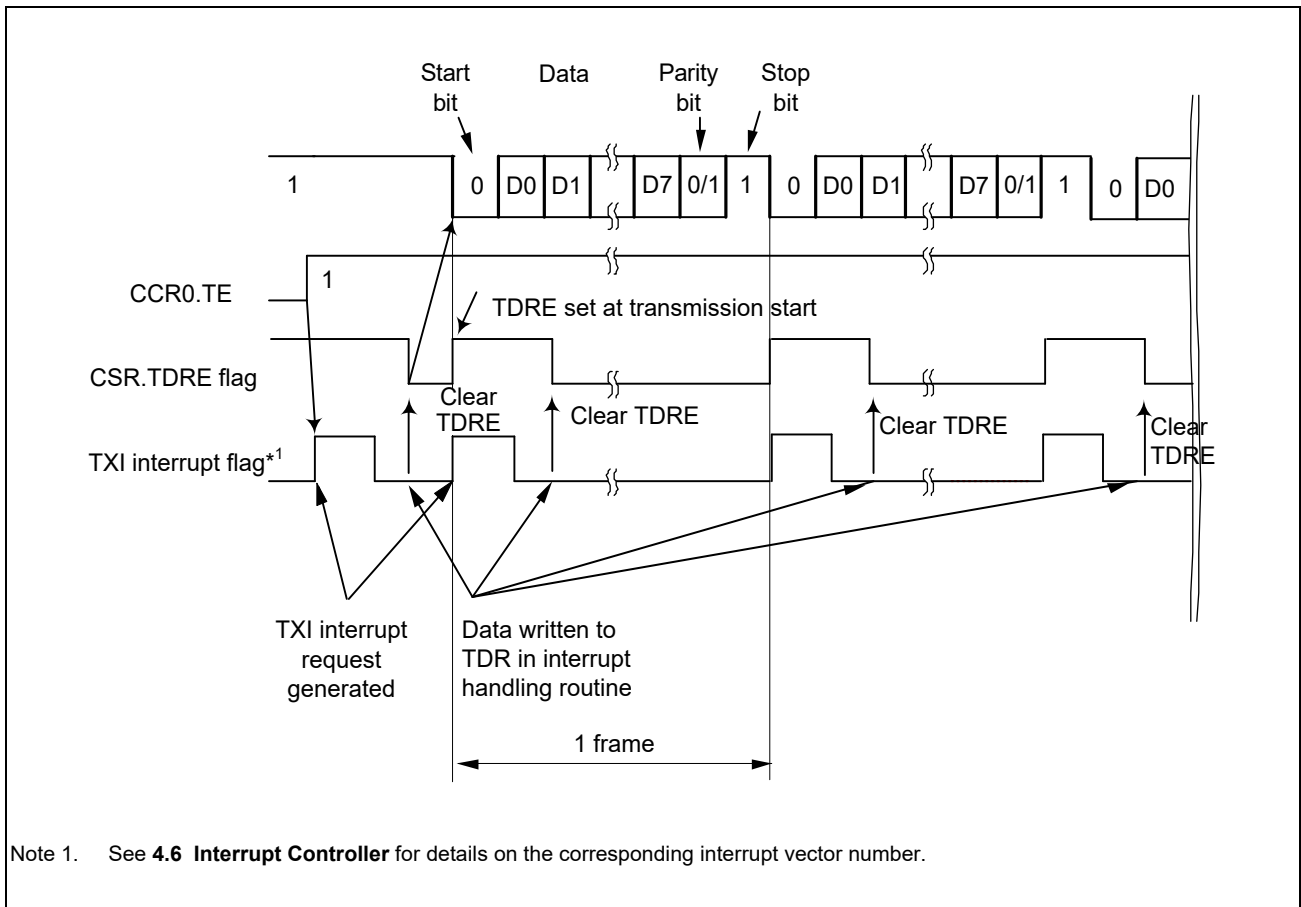 Start
bit
Data
Parity
bit
Stop
bit
1
0
D0
D1
D7
0/1
1
0
D0
D1
D7
0/1
1
0
D0
CCR0.TE
1
TDRE set at transmission start
CSR.TDRE flag
Clear
TDRE
Clear TDRE
Clear TDRE
Clear
TDRE
TXI interrupt flag*1
TXI interrupt
request
generated
Data written to
TDR in interrupt
handling routine
1 frame
Note 1. See 4.6 Interrupt Controller for details on the corresponding interrupt vector number.